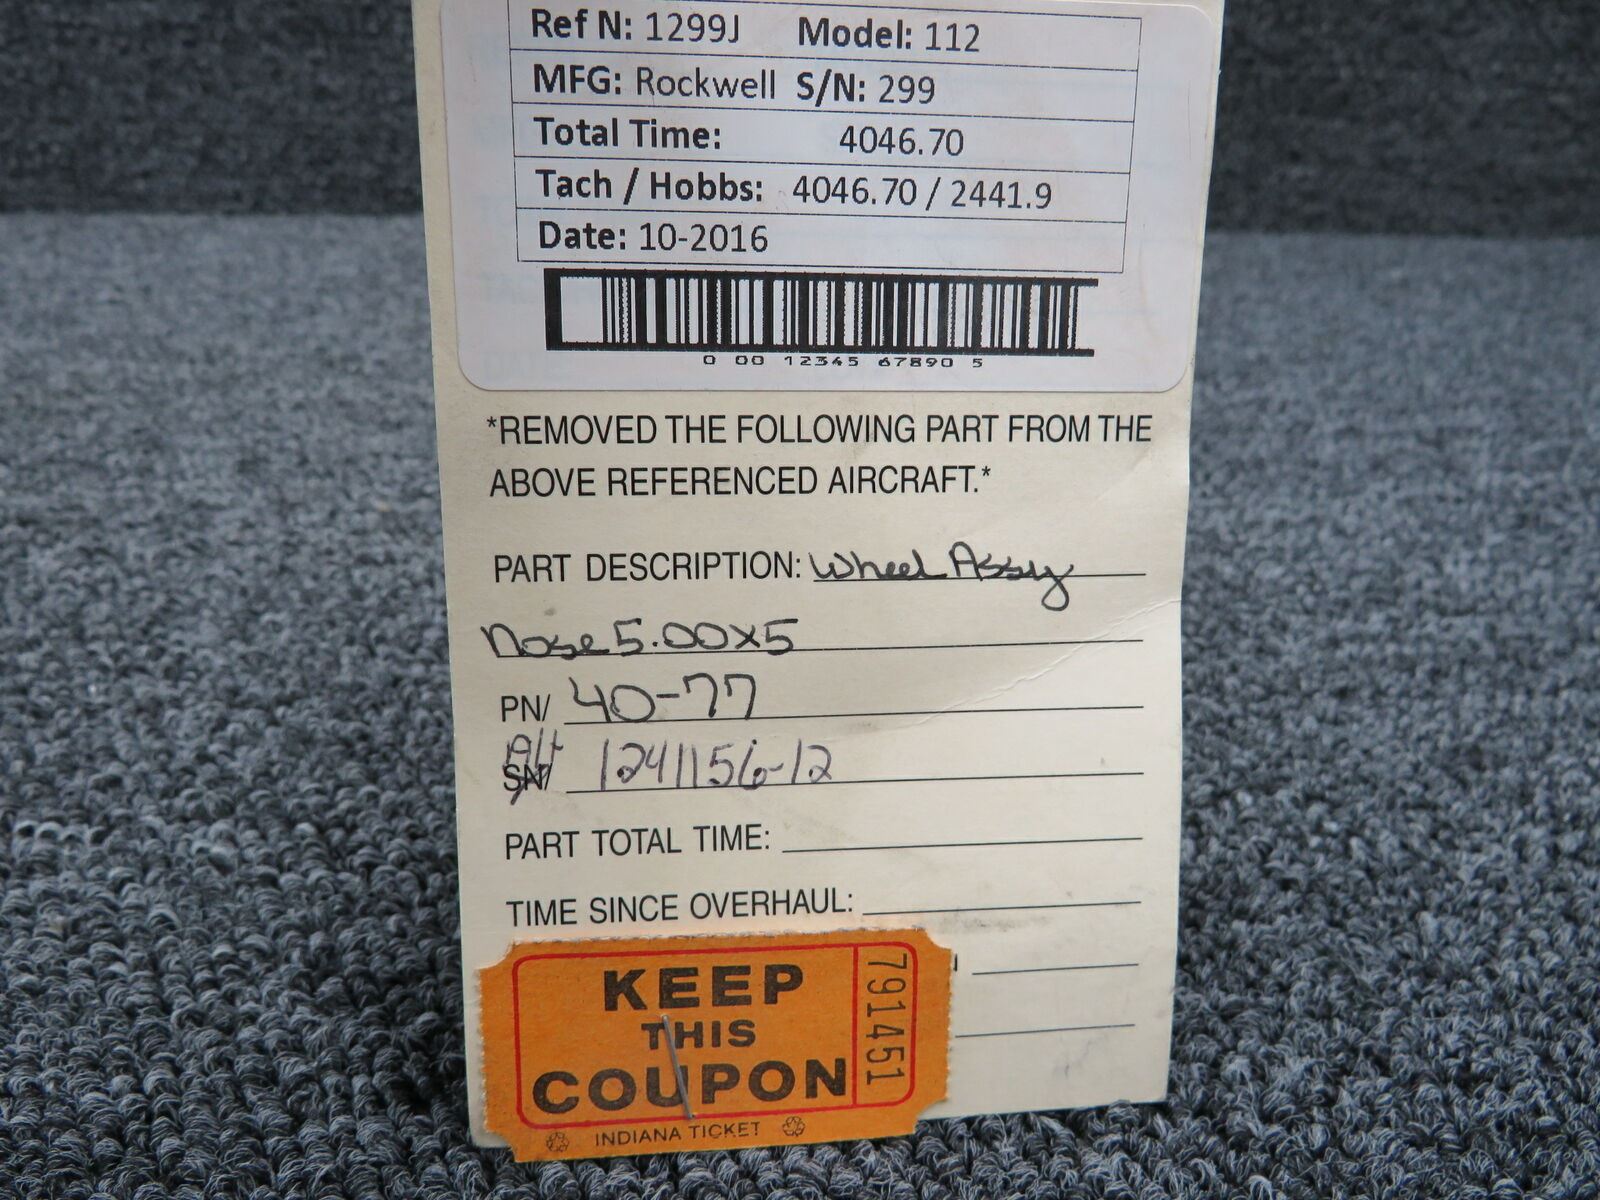 Ref N: 1299J Model: 112
MFG: Rockwell S/N: 299
Total Time: 4046.70
Tach / Hobbs: 4046.70 / 2441.9
Date: 10-2016
0 00 12345 67890 5
*REMOVED THE FOLLOWING PART FROM THE
ABOVE REFERENCED AIRCRAFT.*
PART DESCRIPTION: Wheel Assy
Nose 5.00x5
PN/ 40-77
Alt
SN/ 1241156-12
PART TOTAL TIME:
TIME SINCE OVERHAUL:
KEEP
THIS
COUPON
791451
INDIANA TICKET